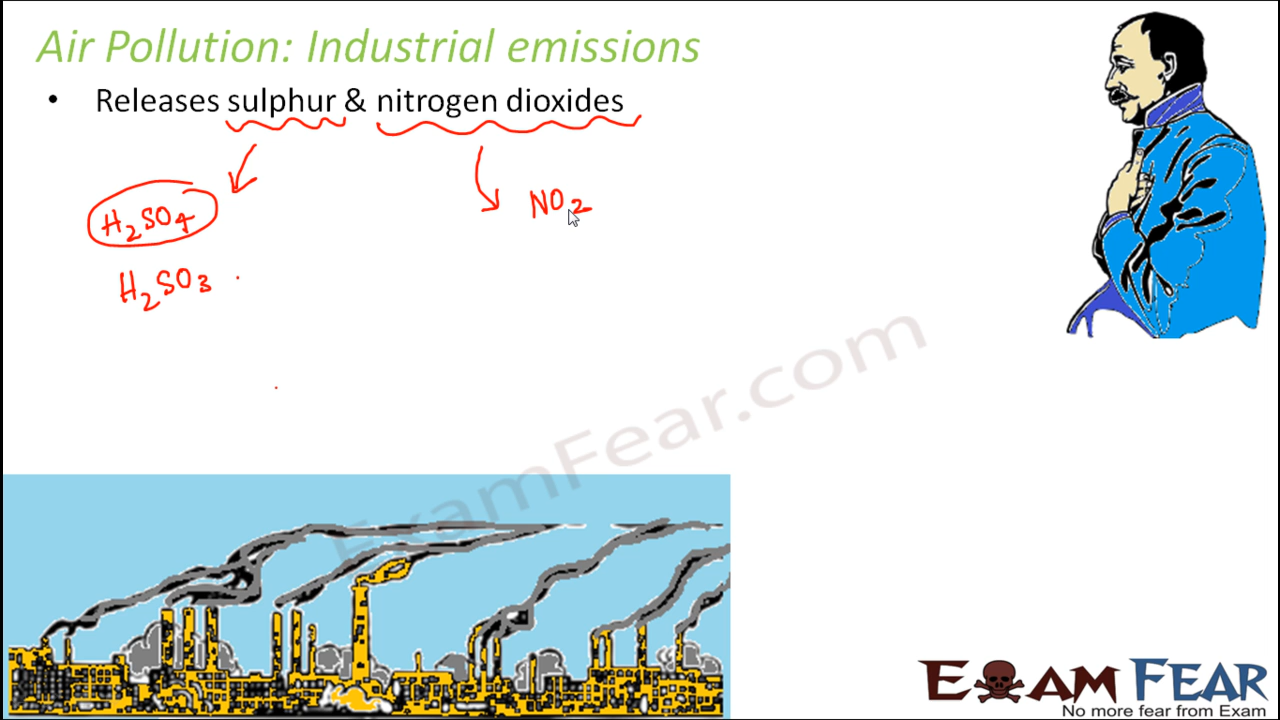 Air Pollution: Industrial emissions
• Releases sulphur & nitrogen dioxides
H₂SO₄
NO₂
H₂SO₃
ExamFear.com
EXAM FEAR
No more fear from Exam